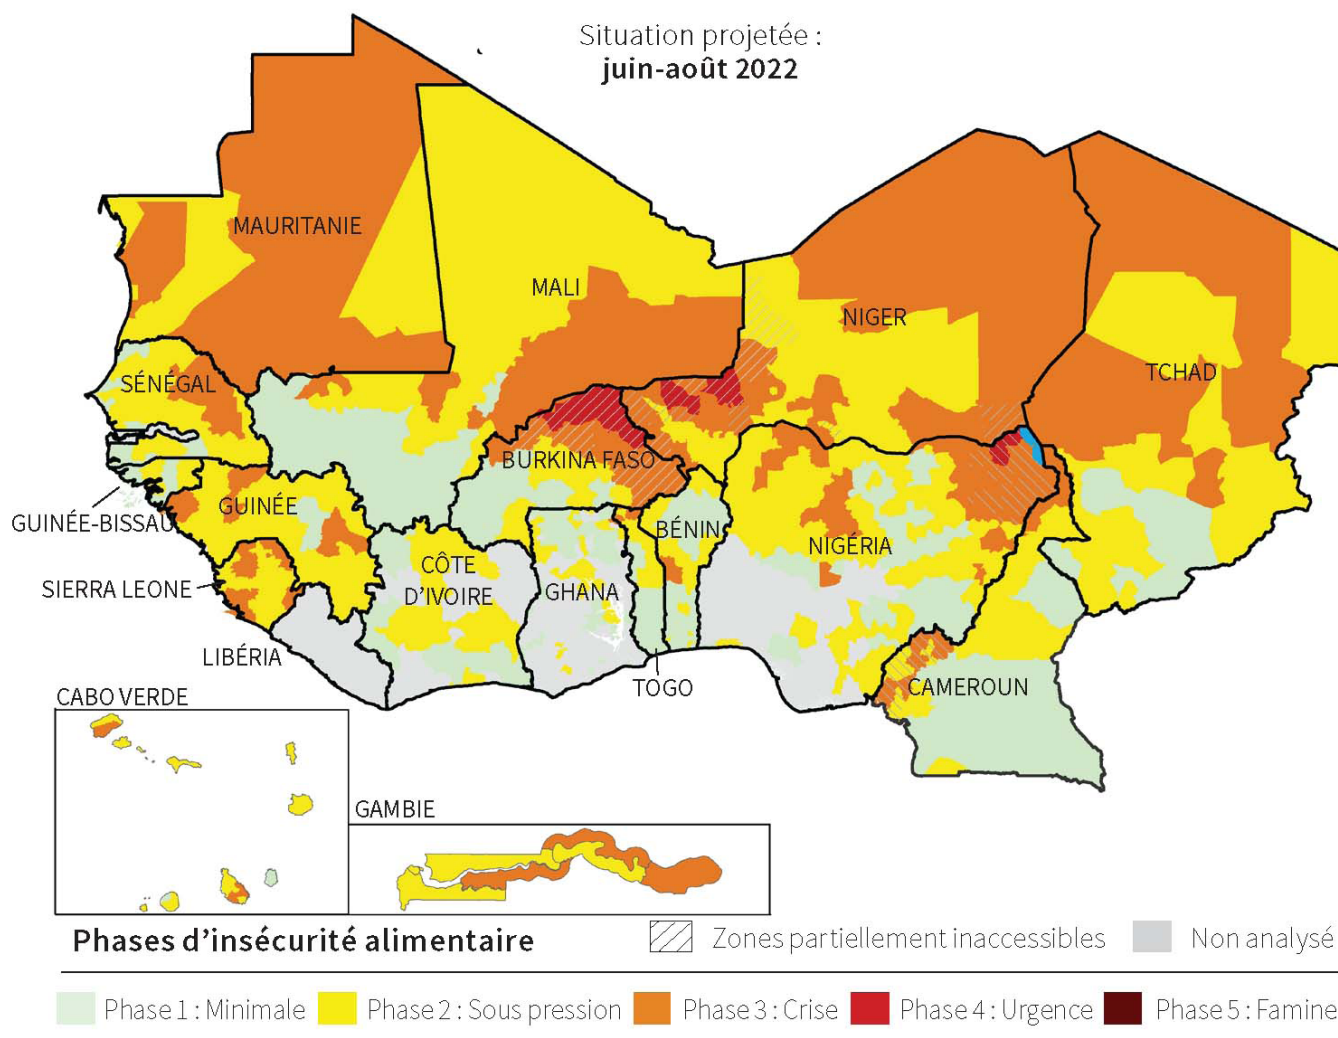 Situation projetée :
juin-août 2022
MAURITANIE
MALI
NIGER
TCHAD
SÉNÉGAL
BURKINA FASO
GUINÉE
GUINÉE-BISSAU
BÉNIN
NIGÉRIA
CÔTE
D'IVOIRE
GHANA
SIERRA LEONE
LIBÉRIA
TOGO
CAMEROUN
CABO VERDE
GAMBIE
Phases d'insécurité alimentaire
Zones partiellement inaccessibles
Non analysé
Phase 1 : Minimale
Phase 2 : Sous pression
Phase 3 : Crise
Phase 4 : Urgence
Phase 5 : Famine